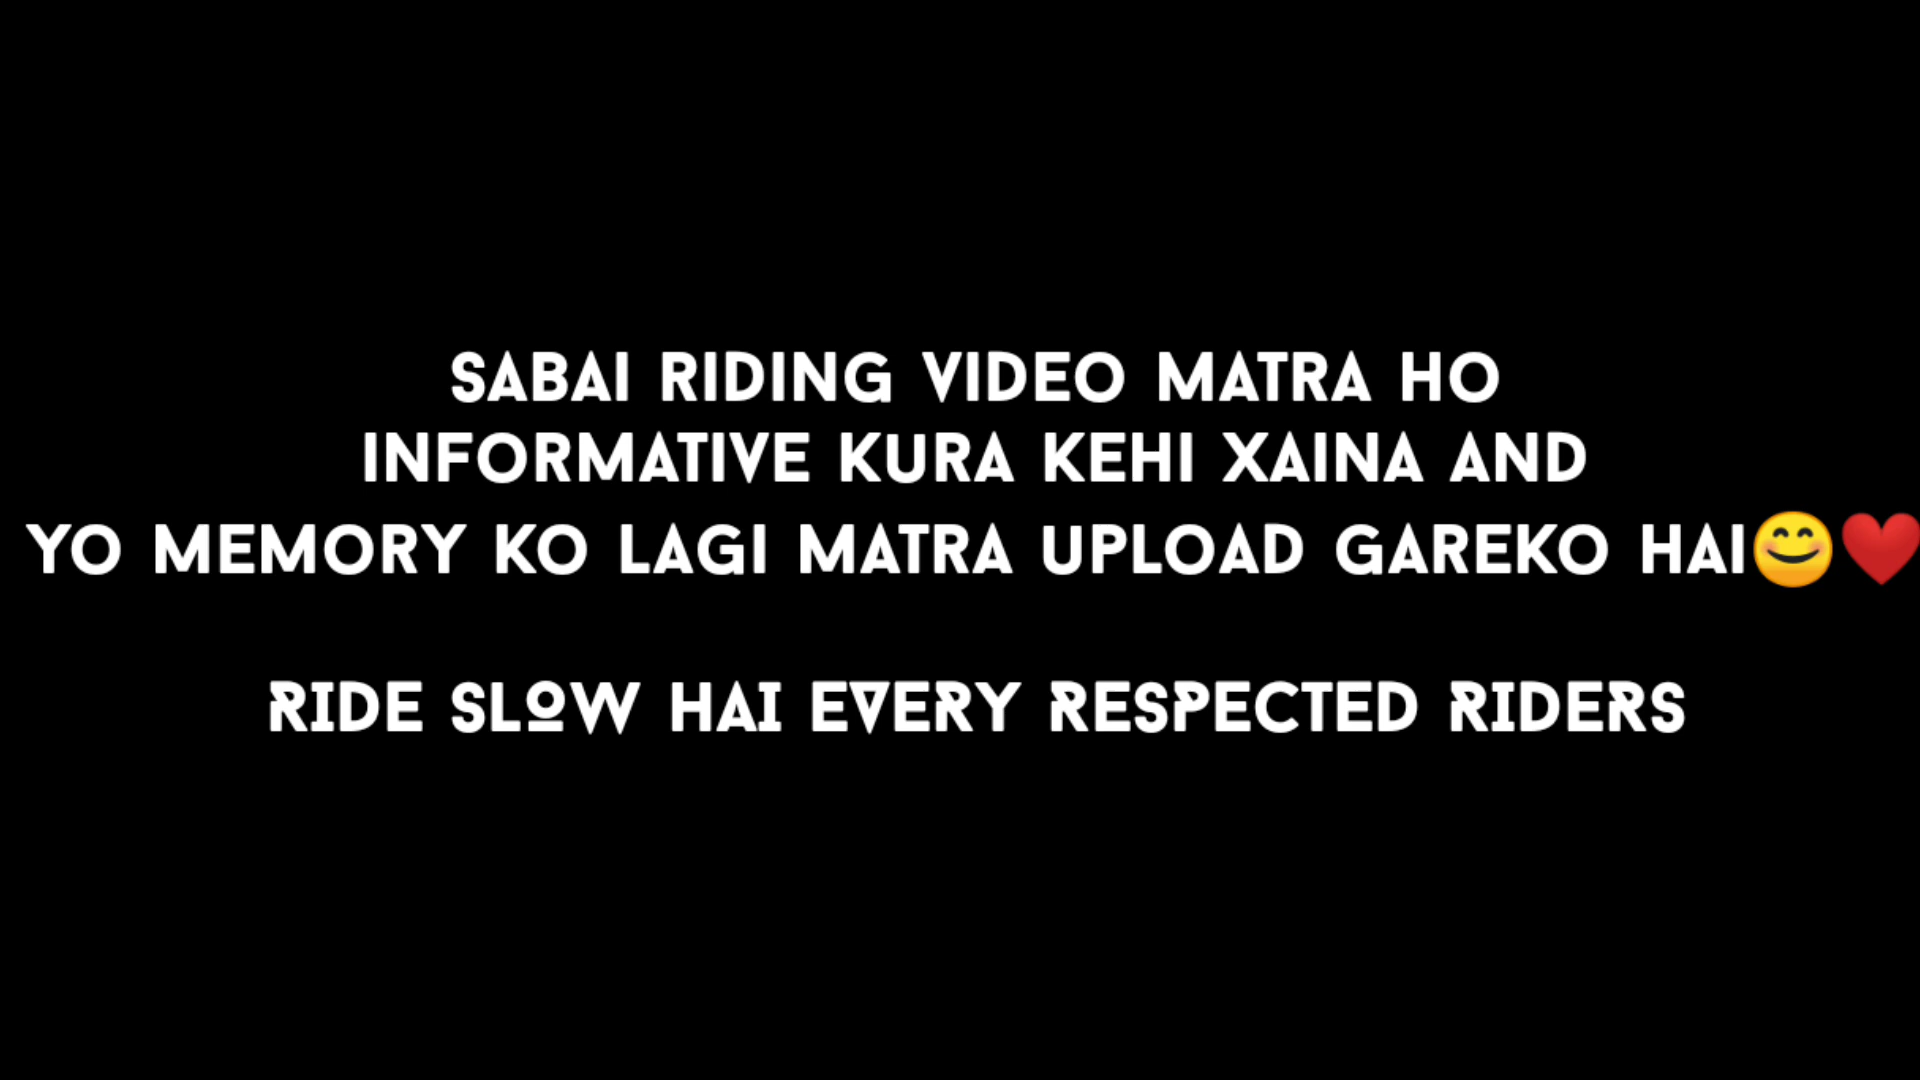 SABAI RIDING VIDEO MATRA HO
INFORMATIVE KURA KEHI XAINA AND
YO MEMORY KO LAGI MATRA UPLOAD GAREKO HAI😊❤️
RIDE SLOW HAI EVERY RESPECTED RIDERS